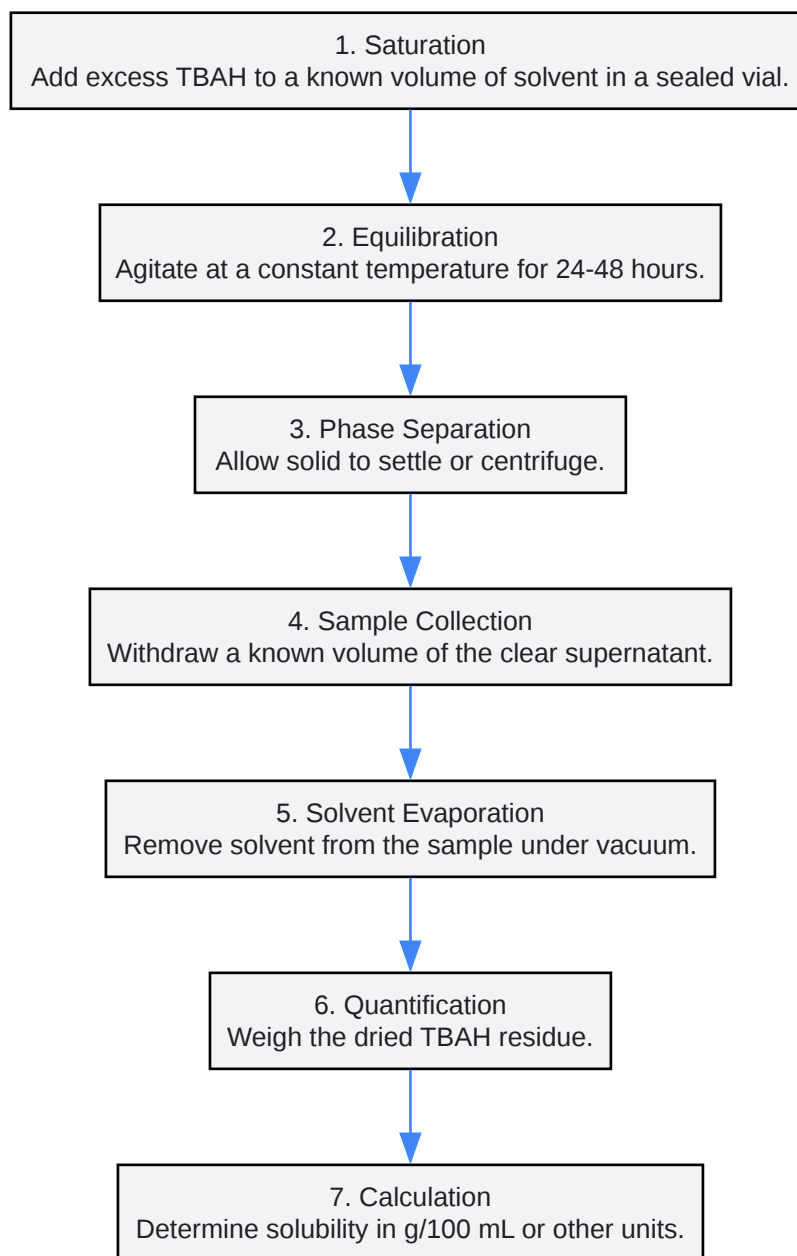 1. Saturation
Add excess TBAH to a known volume of solvent in a sealed vial.
2. Equilibration
Agitate at a constant temperature for 24-48 hours.
3. Phase Separation
Allow solid to settle or centrifuge.
4. Sample Collection
Withdraw a known volume of the clear supernatant.
5. Solvent Evaporation
Remove solvent from the sample under vacuum.
6. Quantification
Weigh the dried TBAH residue.
7. Calculation
Determine solubility in g/100 mL or other units.